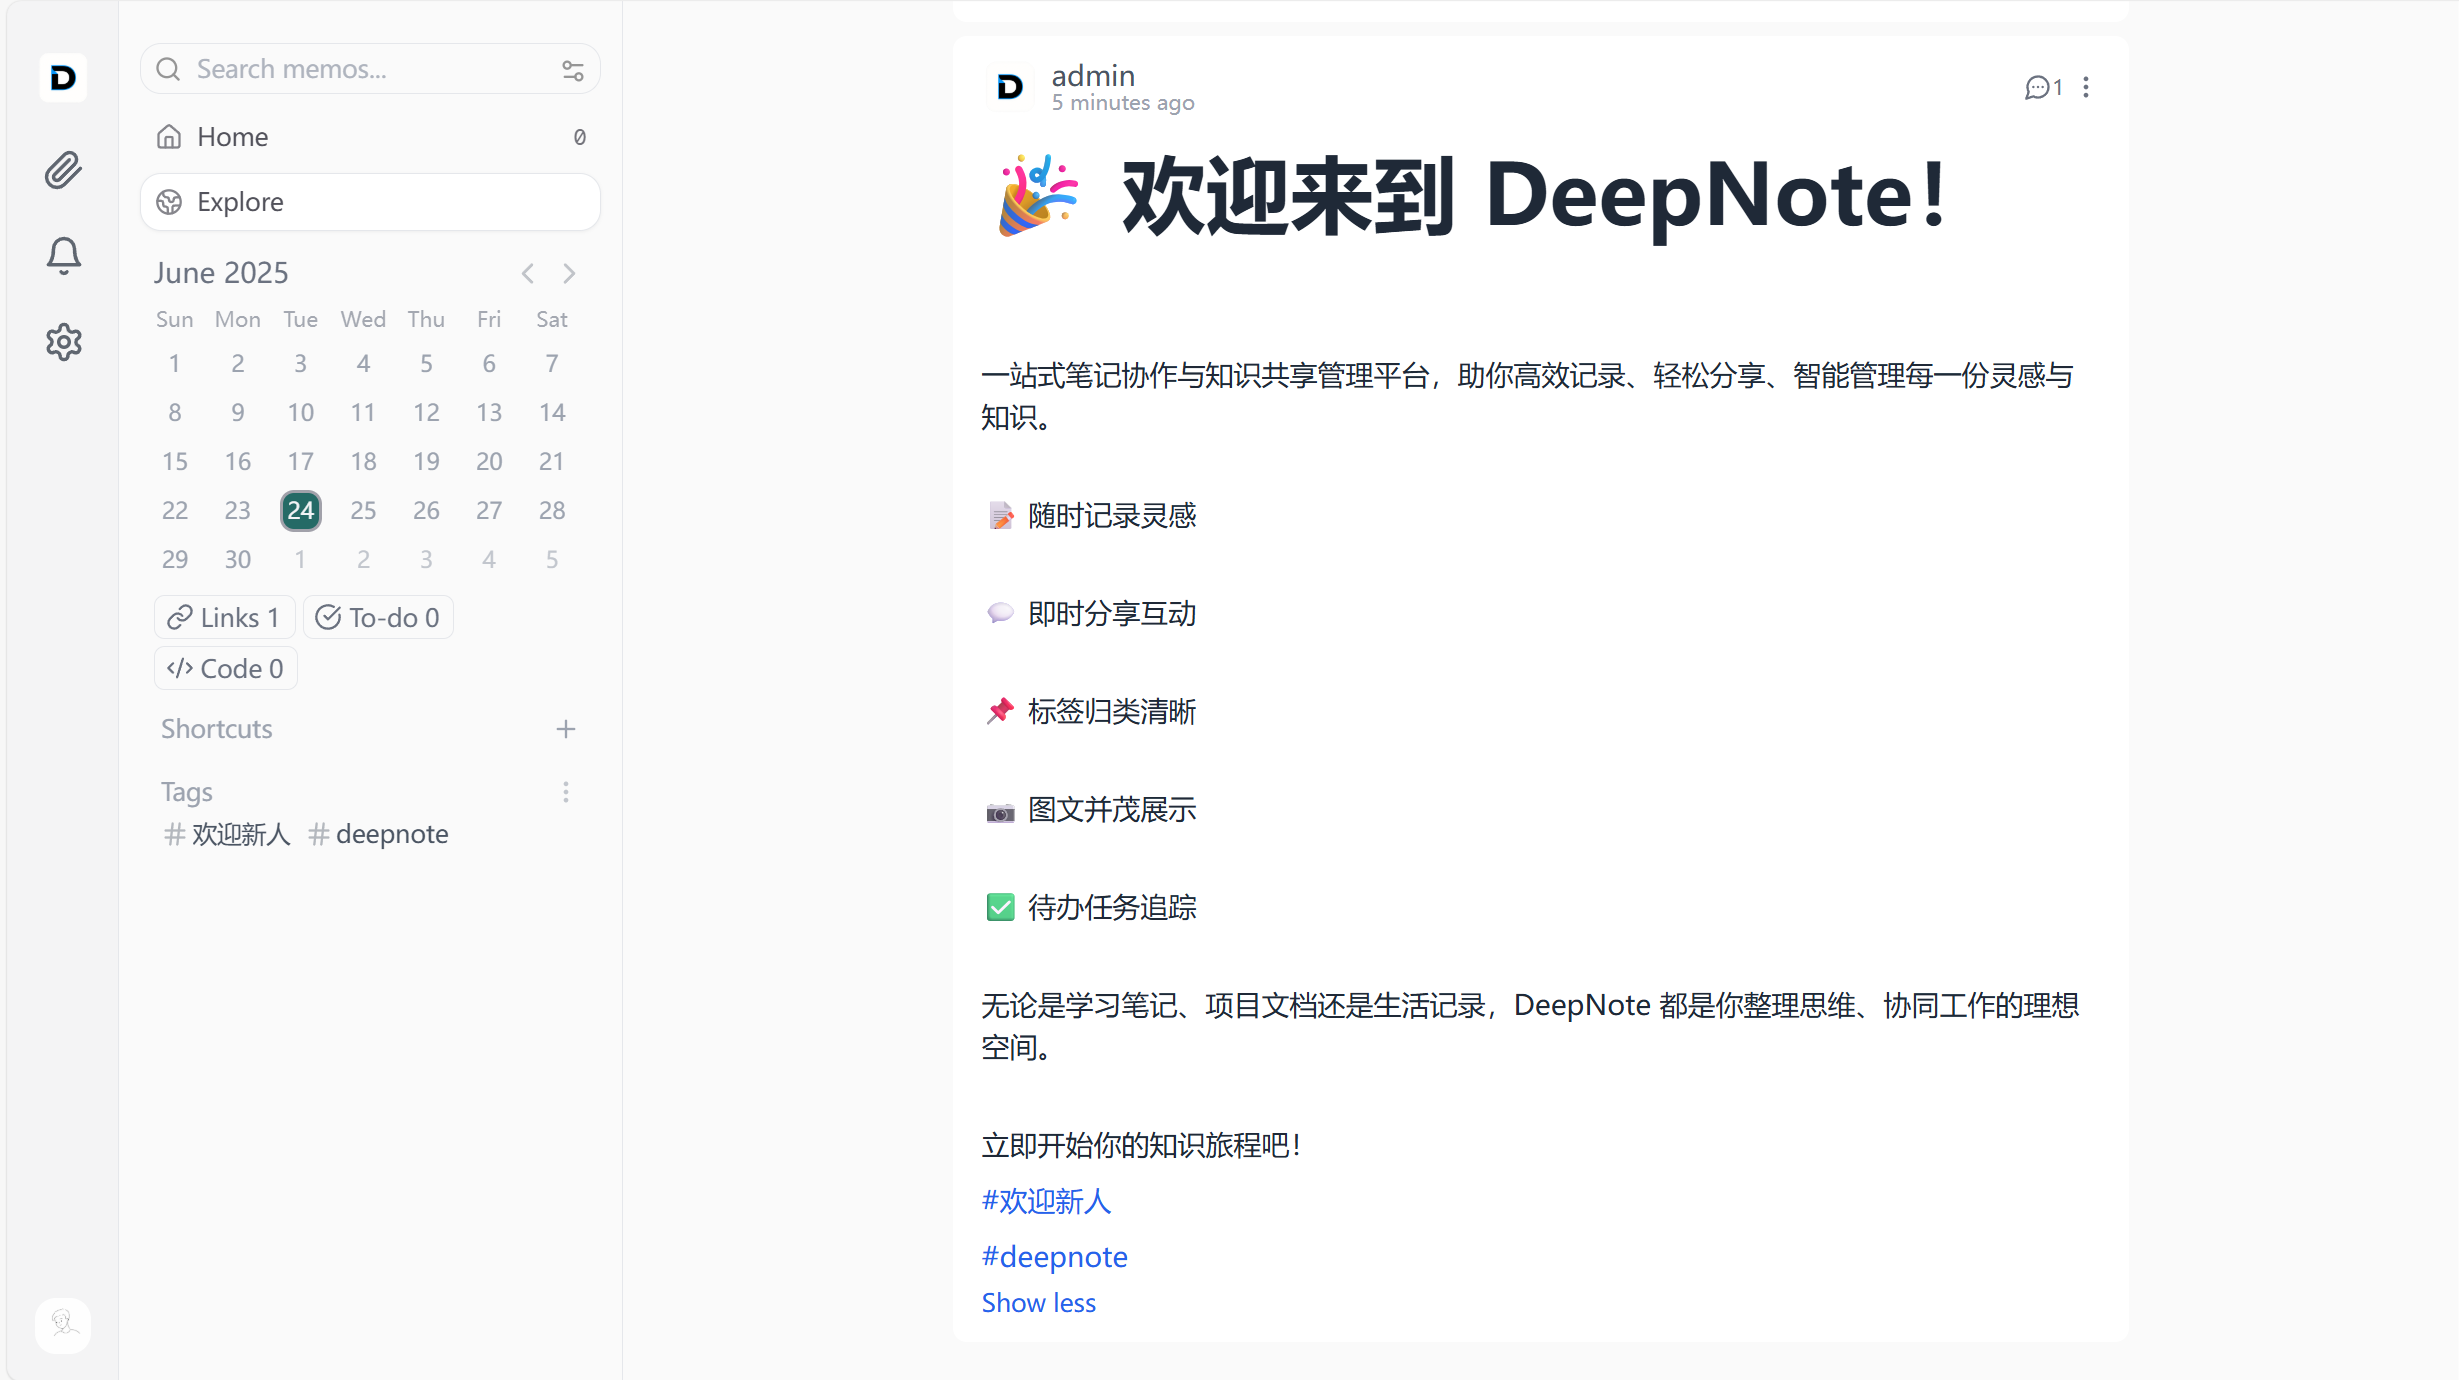 Search memos...
Home 0
Explore
June 2025
Sun Mon Tue Wed Thu Fri Sat
1 2 3 4 5 6 7
8 9 10 11 12 13 14
15 16 17 18 19 20 21
22 23 24 25 26 27 28
29 30 1 2 3 4 5
Links 1 To-do 0
Code 0
Shortcuts
Tags
# 欢迎新人 # deepnote
admin
5 minutes ago
1
🎉 欢迎来到 DeepNote！
一站式笔记协作与知识共享管理平台，助你高效记录、轻松分享、智能管理每一份灵感与
知识。
📝 随时记录灵感
💬 即时分享互动
📌 标签归类清晰
📷 图文并茂展示
✅ 待办任务追踪
无论是学习笔记、项目文档还是生活记录，DeepNote 都是你整理思维、协同工作的理想
空间。
立即开始你的知识旅程吧！
#欢迎新人
#deepnote
Show less